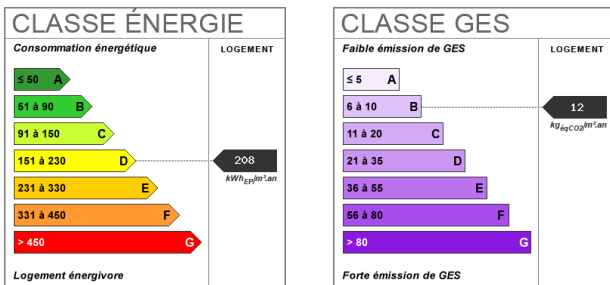 CLASSE ÉNERGIE
Consommation énergétique
LOGEMENT
≤ 50 A
51 à 90 B
91 à 150 C
151 à 230 D
208
kWhEP/m².an
231 à 330 E
331 à 450 F
> 450 G
Logement énergivore
CLASSE GES
Faible émission de GES
LOGEMENT
≤ 5 A
6 à 10 B
12
kgéqCO2/m².an
11 à 20 C
21 à 35 D
36 à 55 E
56 à 80 F
> 80 G
Forte émission de GES